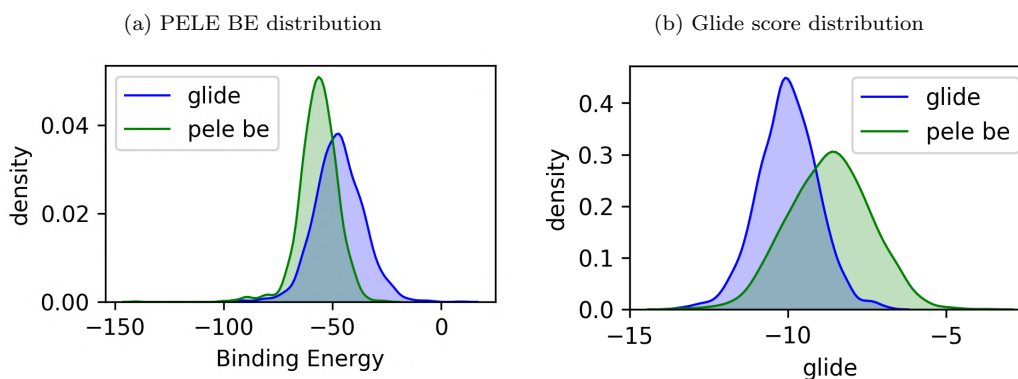 (a) PELE BE distribution
(b) Glide score distribution
glide
pele be
0.04
0.02
0.00
density
−150
−100
−50
0
Binding Energy
glide
pele be
0.4
0.3
0.2
0.1
0.0
density
−15
−10
−5
glide